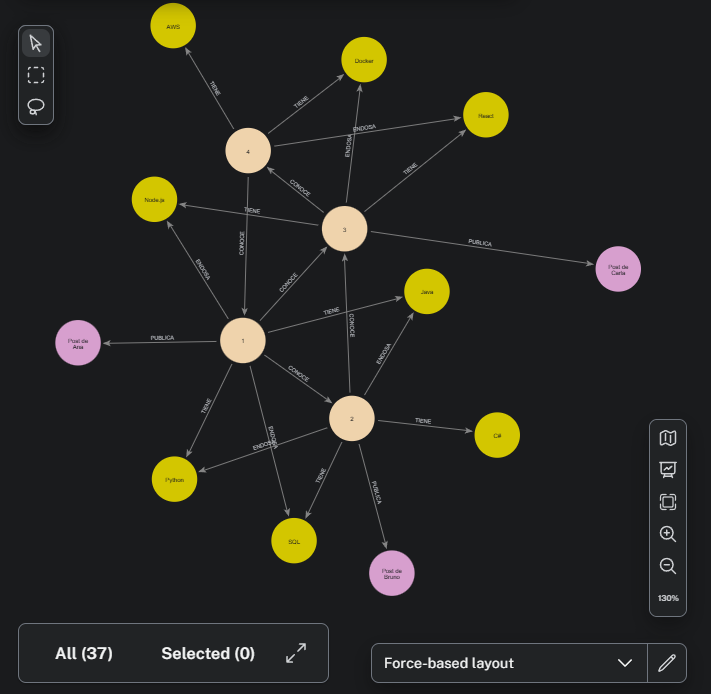 AWS
TIENE
Docker
TIENE
React
ENDOSA
ENDOSA
4
TIENE
CONOCE
Node.js
TIENE
3
CONOCE
PUBLICA
Post de
Carla
ENDOSA
CONOCE
Java
TIENE
CONOCE
Post de
Ana
PUBLICA
1
ENDOSA
CONOCE
TIENE
2
TIENE
C#
ENDOSA
ENDOSA
Python
TIENE
PUBLICA
SQL
Post de
Bruno
130%
All (37)
Selected (0)
Force-based layout